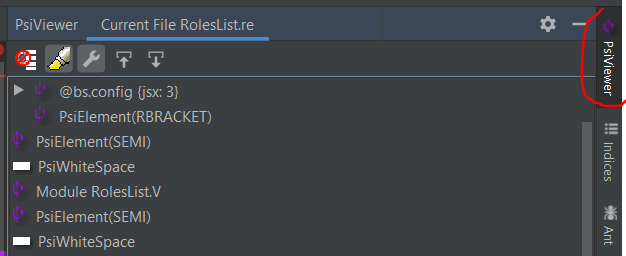 PsiViewer Current File RolesList.re
@bs.config {jsx: 3}
PsiElement(RBRACKET)
PsiElement(SEMI)
PsiWhiteSpace
Module RolesList.V
PsiElement(SEMI)
PsiWhiteSpace
PsiViewer
Indices
Ant